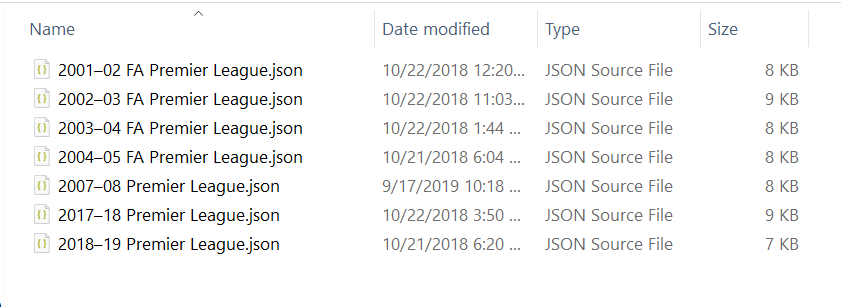 Name Date modified Type Size
2001–02 FA Premier League.json 10/22/2018 12:20... JSON Source File 8 KB
2002–03 FA Premier League.json 10/22/2018 11:03... JSON Source File 9 KB
2003–04 FA Premier League.json 10/22/2018 1:44 ... JSON Source File 8 KB
2004–05 FA Premier League.json 10/21/2018 6:04 ... JSON Source File 8 KB
2007–08 Premier League.json 9/17/2019 10:18 ... JSON Source File 8 KB
2017–18 Premier League.json 10/22/2018 3:50 ... JSON Source File 9 KB
2018–19 Premier League.json 10/21/2018 6:20 ... JSON Source File 7 KB